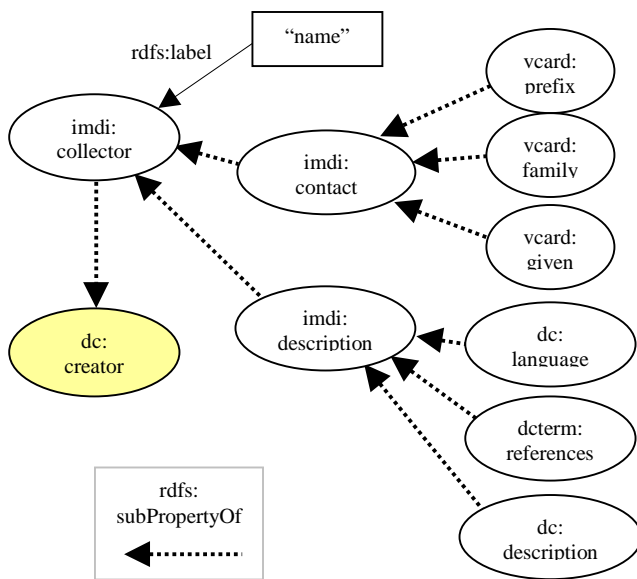 “name”
rdfs:label
vcard:
prefix
imdi:
collector
vcard:
family
imdi:
contact
vcard:
given
imdi:
description
dc:
creator
dc:
language
dcterm:
references
rdfs:
subPropertyOf
dc:
description